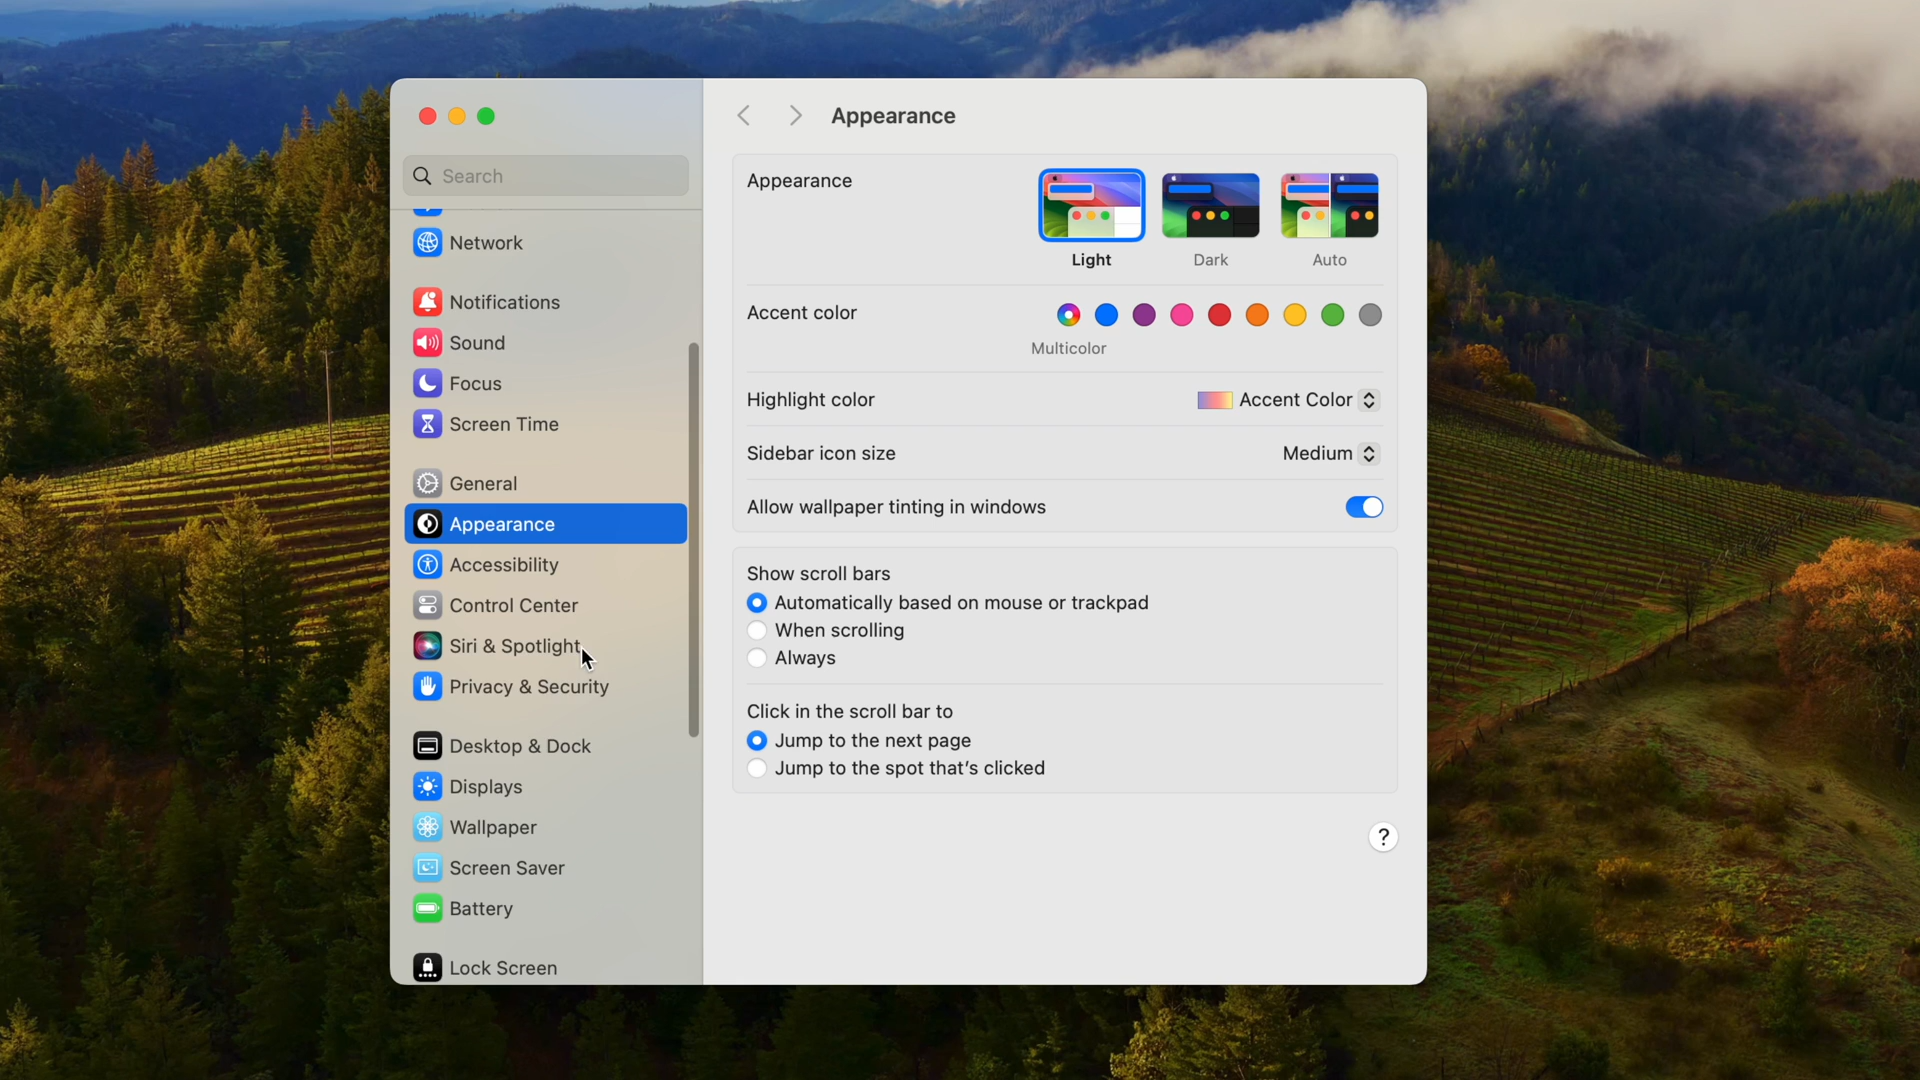 Search
Network
Notifications
Sound
Focus
Screen Time
General
Appearance
Accessibility
Control Center
Siri & Spotlight
Privacy & Security
Desktop & Dock
Displays
Wallpaper
Screen Saver
Battery
Lock Screen
Appearance
Appearance
Light Dark Auto
Accent color
Multicolor
Highlight color Accent Color
Sidebar icon size Medium
Allow wallpaper tinting in windows
Show scroll bars
Automatically based on mouse or trackpad
When scrolling
Always
Click in the scroll bar to
Jump to the next page
Jump to the spot that’s clicked
?